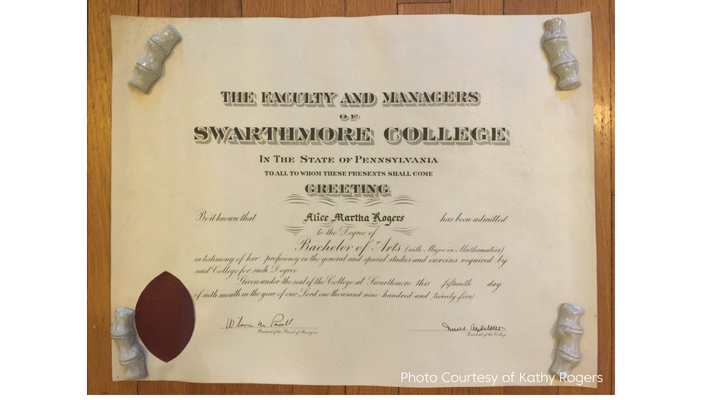 THE FACULTY AND MANAGERS
OF
SWARTHMORE COLLEGE
IN THE STATE OF PENNSYLVANIA
TO ALL TO WHOM THESE PRESENTS SHALL COME
GREETING
Be it known that Alice Martha Rogers has been admitted
to the Degree of
Bachelor of Arts (with Major in Mathematics)
in testimony of her proficiency in the general and special studies and exercises required by
said College for such Degree
Given under the seal of the College at Swarthmore this fifteenth day
of sixth month in the year of our Lord one thousand nine hundred and twenty five
President of the Board of Managers
President of the College
Photo Courtesy of Kathy Rogers